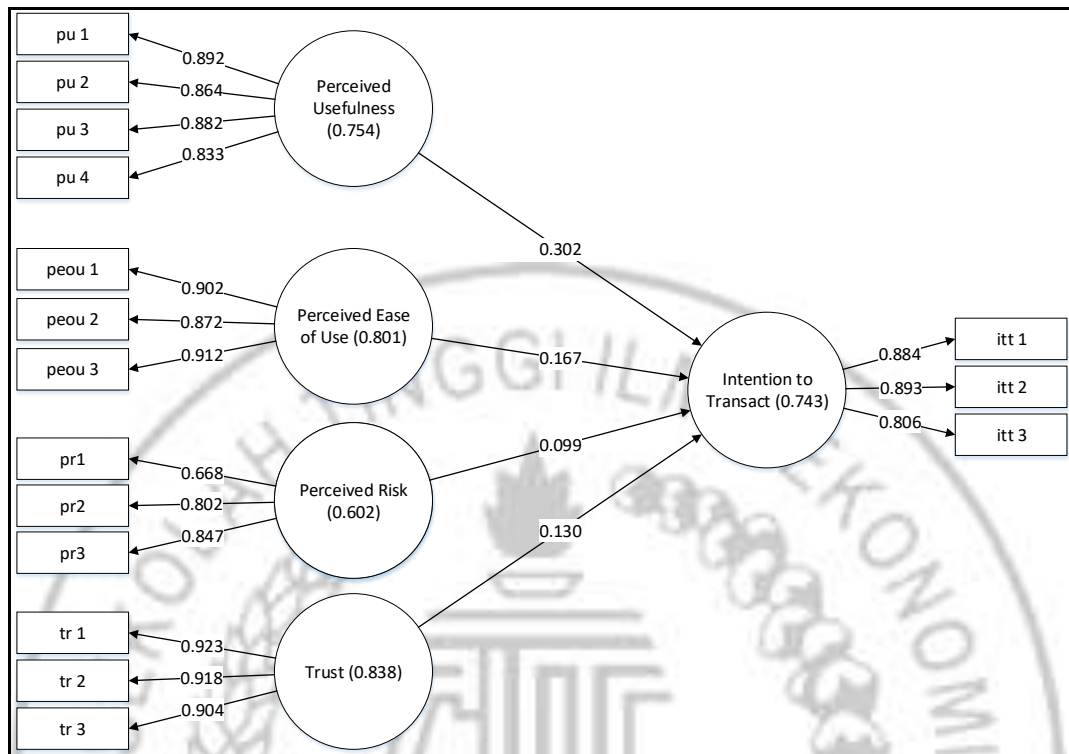 pu 1
pu 2
pu 3
pu 4
0.892
0.864
0.882
0.833
Perceived
Usefulness
(0.754)
0.302
peou 1
peou 2
peou 3
0.902
0.872
0.912
Perceived Ease
of Use (0.801)
0.167
pr1
pr2
pr3
0.668
0.802
0.847
Perceived Risk
(0.602)
0.099
tr 1
tr 2
tr 3
0.923
0.918
0.904
Trust (0.838)
0.130
Intention to
Transact (0.743)
0.884
0.893
0.806
itt 1
itt 2
itt 3
EKOLAH TINGGI ILM EKONOMI